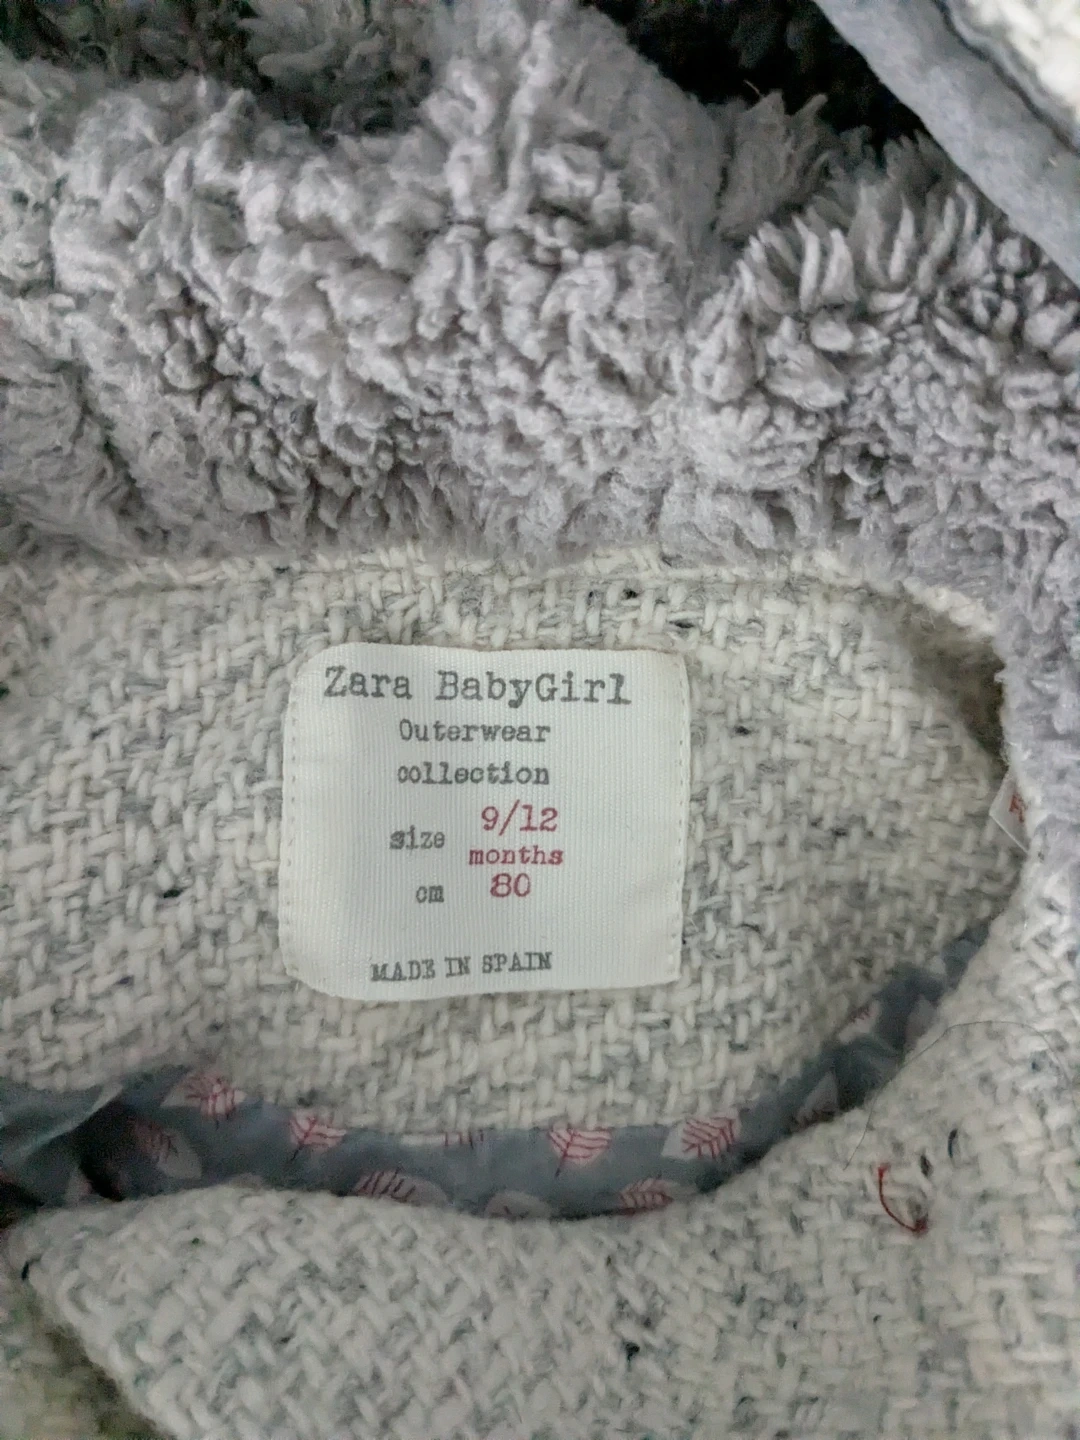 Zara BabyGirl
Outerwear
collection
size 9/12
months
cm 80
MADE IN SPAIN